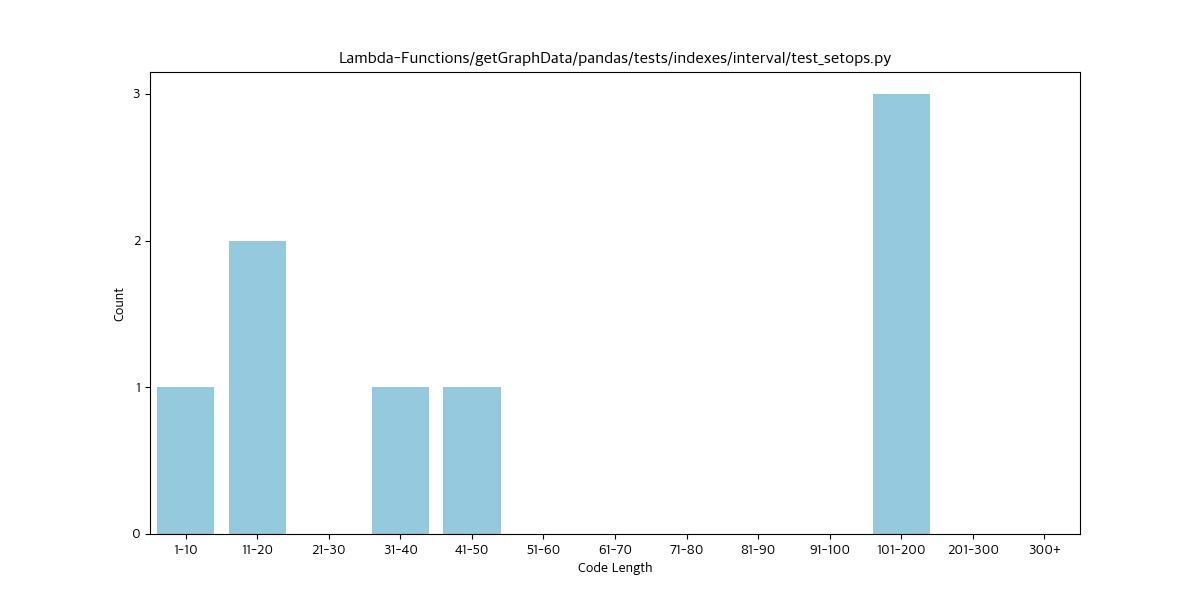 Lambda-Functions/getGraphData/pandas/tests/indexes/interval/test_setops.py
3
2
1
0
Count
1-10 11-20 21-30 31-40 41-50 51-60 61-70 71-80 81-90 91-100 101-200 201-300 300+
Code Length